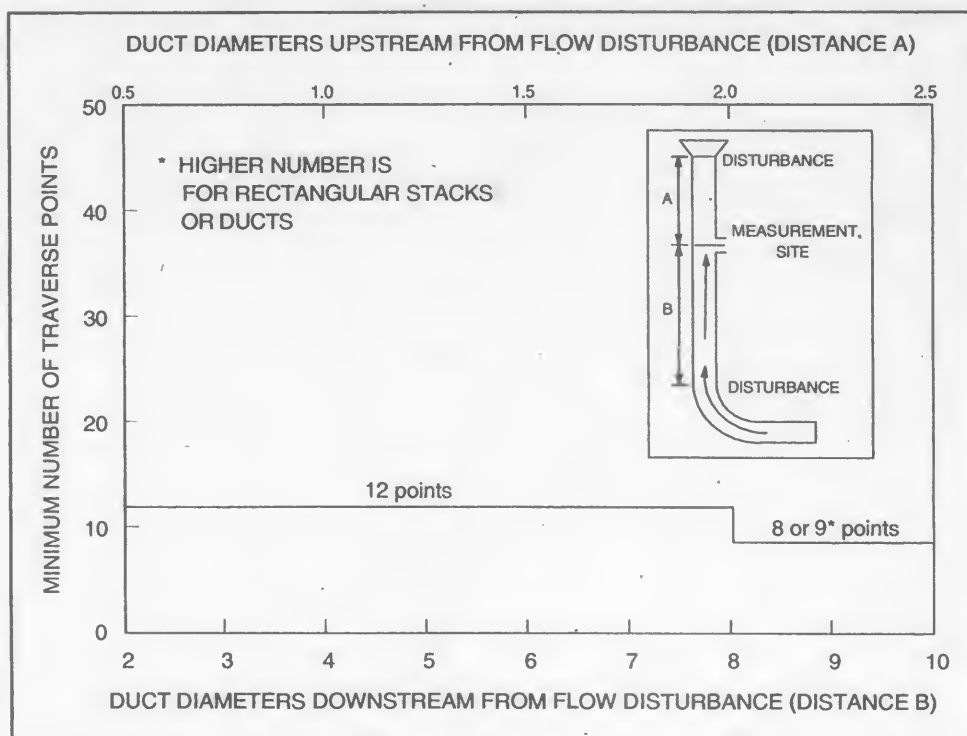 DUCT DIAMETERS UPSTREAM FROM FLOW DISTURBANCE (DISTANCE A)
0.5 1.0 1.5 2.0 2.5
50
40
30
20
10
0
MINIMUM NUMBER OF TRAVERSE POINTS
* HIGHER NUMBER IS
FOR RECTANGULAR STACKS
OR DUCTS
DISTURBANCE
A
MEASUREMENT
SITE
B
DISTURBANCE
12 points
8 or 9* points
2 3 4 5 6 7 8 9 10
DUCT DIAMETERS DOWNSTREAM FROM FLOW DISTURBANCE (DISTANCE B)